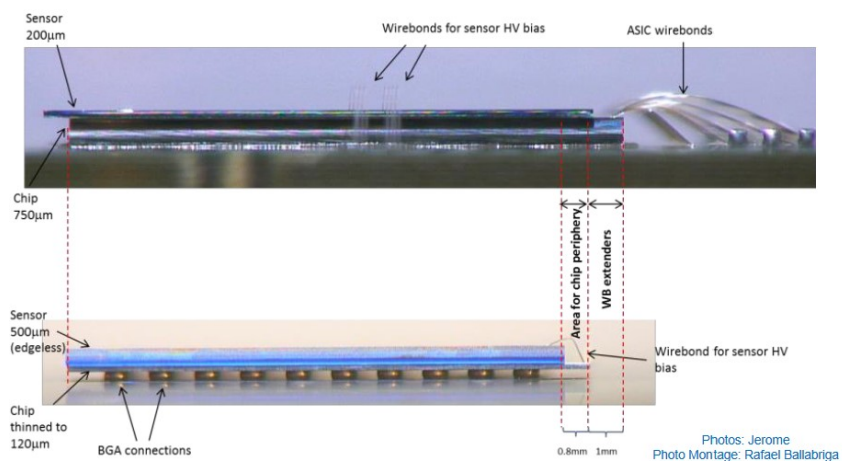 Sensor
200µm
Wirebonds for sensor HV bias
ASIC wirebonds
Chip
750µm
Area for chip periphery
WB extenders
Sensor
500µm
(edgeless)
Wirebond for sensor HV
bias
Chip
thinned to
120µm
BGA connections
0.8mm
1mm
Photos: Jerome
Photo Montage: Rafael Ballabriga